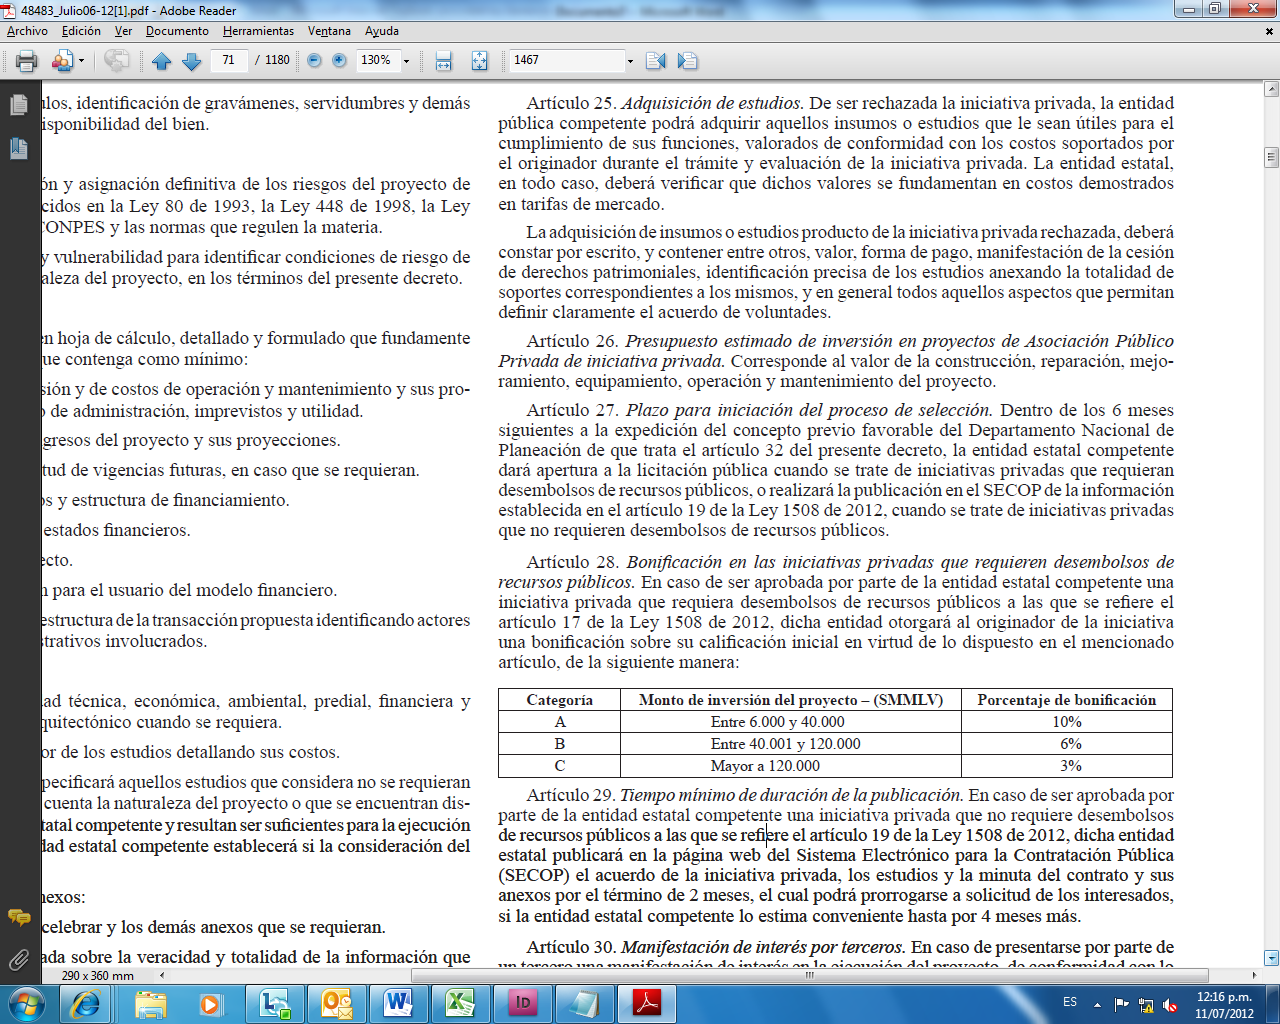 48483_Julio06-12[1].pdf - Adobe Reader
Archivo Edición Ver Documento Herramientas Ventana Ayuda
71 / 1180 130% 1467
ulos, identificación de gravámenes, servidumbres y demás
isponibilidad del bien.
ón y asignación definitiva de los riesgos del proyecto de
cidos en la Ley 80 de 1993, la Ley 448 de 1998, la Ley
CONPES y las normas que regulen la materia.
y vulnerabilidad para identificar condiciones de riesgo de
aleza del proyecto, en los términos del presente decreto.
en hoja de cálculo, detallado y formulado que fundamente
que contenga como mínimo:
sión y de costos de operación y mantenimiento y sus pro-
o de administración, imprevistos y utilidad.
gresos del proyecto y sus proyecciones.
tud de vigencias futuras, en caso que se requieran.
os y estructura de financiamiento.
estados financieros.
ecto.
n para el usuario del modelo financiero.
estructura de la transacción propuesta identificando actores
strativos involucrados.
dad técnica, económica, ambiental, predial, financiera y
quitectónico cuando se requiera.
or de los estudios detallando sus costos.
specificará aquellos estudios que considera no se requieran
cuenta la naturaleza del proyecto o que se encuentran dis-
tatal competente y resultan ser suficientes para la ejecución
dad estatal competente establecerá si la consideración del
nexos:
celebrar y los demás anexos que se requieran.
ada sobre la veracidad y totalidad de la información que
Artículo 25. Adquisición de estudios. De ser rechazada la iniciativa privada, la entidad
pública competente podrá adquirir aquellos insumos o estudios que le sean útiles para el
cumplimiento de sus funciones, valorados de conformidad con los costos soportados por
el originador durante el trámite y evaluación de la iniciativa privada. La entidad estatal,
en todo caso, deberá verificar que dichos valores se fundamentan en costos demostrados
en tarifas de mercado.
La adquisición de insumos o estudios producto de la iniciativa privada rechazada, deberá
constar por escrito, y contener entre otros, valor, forma de pago, manifestación de la cesión
de derechos patrimoniales, identificación precisa de los estudios anexando la totalidad de
soportes correspondientes a los mismos, y en general todos aquellos aspectos que permitan
definir claramente el acuerdo de voluntades.
Artículo 26. Presupuesto estimado de inversión en proyectos de Asociación Público
Privada de iniciativa privada. Corresponde al valor de la construcción, reparación, mejo-
ramiento, equipamiento, operación y mantenimiento del proyecto.
Artículo 27. Plazo para iniciación del proceso de selección. Dentro de los 6 meses
siguientes a la expedición del concepto previo favorable del Departamento Nacional de
Planeación de que trata el artículo 32 del presente decreto, la entidad estatal competente
dará apertura a la licitación pública cuando se trate de iniciativas privadas que requieran
desembolsos de recursos públicos, o realizará la publicación en el SECOP de la información
establecida en el artículo 19 de la Ley 1508 de 2012, cuando se trate de iniciativas privadas
que no requieren desembolsos de recursos públicos.
Artículo 28. Bonificación en las iniciativas privadas que requieren desembolsos de
recursos públicos. En caso de ser aprobada por parte de la entidad estatal competente una
iniciativa privada que requiera desembolsos de recursos públicos a las que se refiere el
artículo 17 de la Ley 1508 de 2012, dicha entidad otorgará al originador de la iniciativa
una bonificación sobre su calificación inicial en virtud de lo dispuesto en el mencionado
artículo, de la siguiente manera:
Categoría Monto de inversión del proyecto – (SMMLV) Porcentaje de bonificación
A Entre 6.000 y 40.000 10%
B Entre 40.001 y 120.000 6%
C Mayor a 120.000 3%
Artículo 29. Tiempo mínimo de duración de la publicación. En caso de ser aprobada por
parte de la entidad estatal competente una iniciativa privada que no requiere desembolsos
de recursos públicos a las que se refiere el artículo 19 de la Ley 1508 de 2012, dicha entidad
estatal publicará en la página web del Sistema Electrónico para la Contratación Pública
(SECOP) el acuerdo de la iniciativa privada, los estudios y la minuta del contrato y sus
anexos por el término de 2 meses, el cual podrá prorrogarse a solicitud de los interesados,
si la entidad estatal competente lo estima conveniente hasta por 4 meses más.
Artículo 30. Manifestación de interés por terceros. En caso de presentarse por parte de
un tercero una manifestación de interés en la ejecución del proyecto, de conformidad con lo
290 x 360 mm
ES 12:16 p.m.
11/07/2012